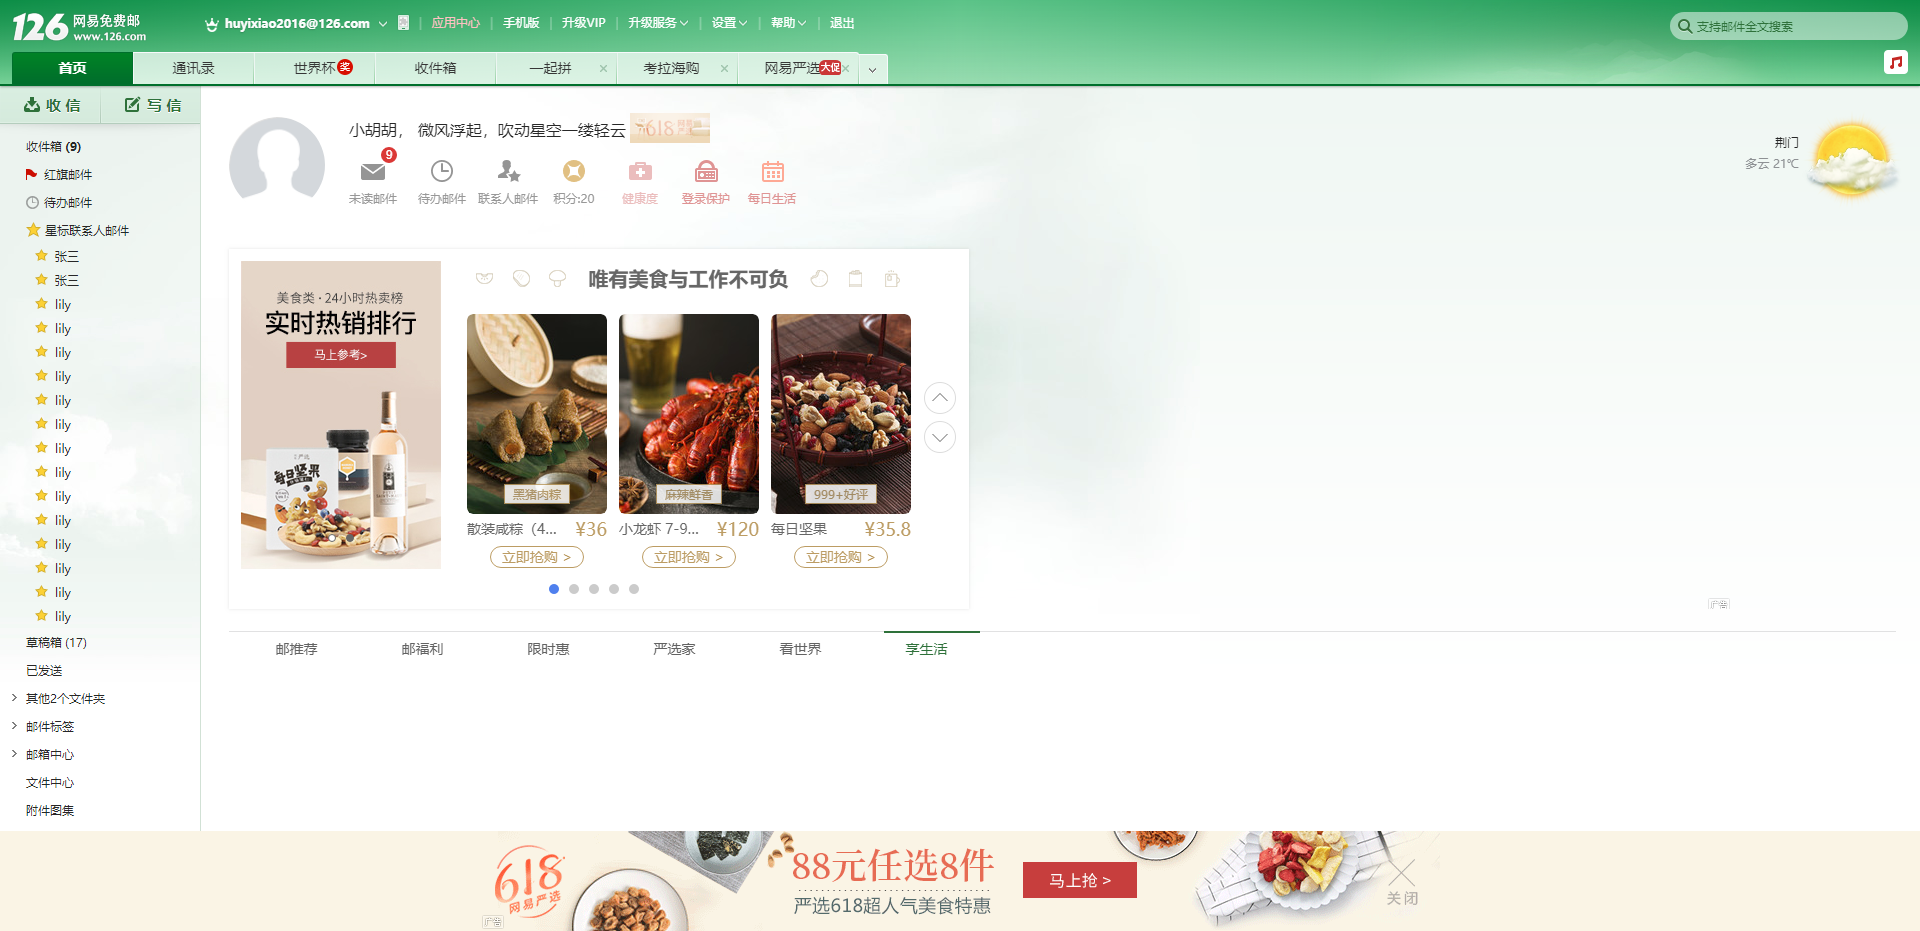 126 网易免费邮
www.126.com
huyixiao2016@126.com
应用中心 | 手机版 | 升级VIP | 升级服务 | 设置 | 帮助 | 退出
支持邮件全文搜索
首页 通讯录 世界杯 奖 收件箱 一起拼 × 考拉海购 × 网易严选 大促 ×
收信 写信
收件箱 (9)
红旗邮件
待办邮件
星标联系人邮件
张三
张三
lily
lily
lily
lily
lily
lily
lily
lily
lily
lily
lily
lily
lily
lily
草稿箱 (17)
已发送
其他2个文件夹
邮件标签
邮箱中心
文件中心
附件图集
小胡胡， 微风浮起，吹动星空一缕轻云
618
9
未读邮件 待办邮件 联系人邮件 积分:20 健康度 登录保护 每日生活
荆门
多云 21℃
美食类 · 24小时热卖榜
实时热销排行
马上参考>
每日坚果
唯有美食与工作不可负
黑猪肉粽 麻辣鲜香 999+好评
散装咸粽（4... ¥36 小龙虾 7-9... ¥120 每日坚果 ¥35.8
立即抢购 > 立即抢购 > 立即抢购 >
广告
邮推荐 邮福利 限时惠 严选家 看世界 享生活
618
网易严选
广告
88元任选8件
严选618超人气美食特惠
马上抢 >
关闭